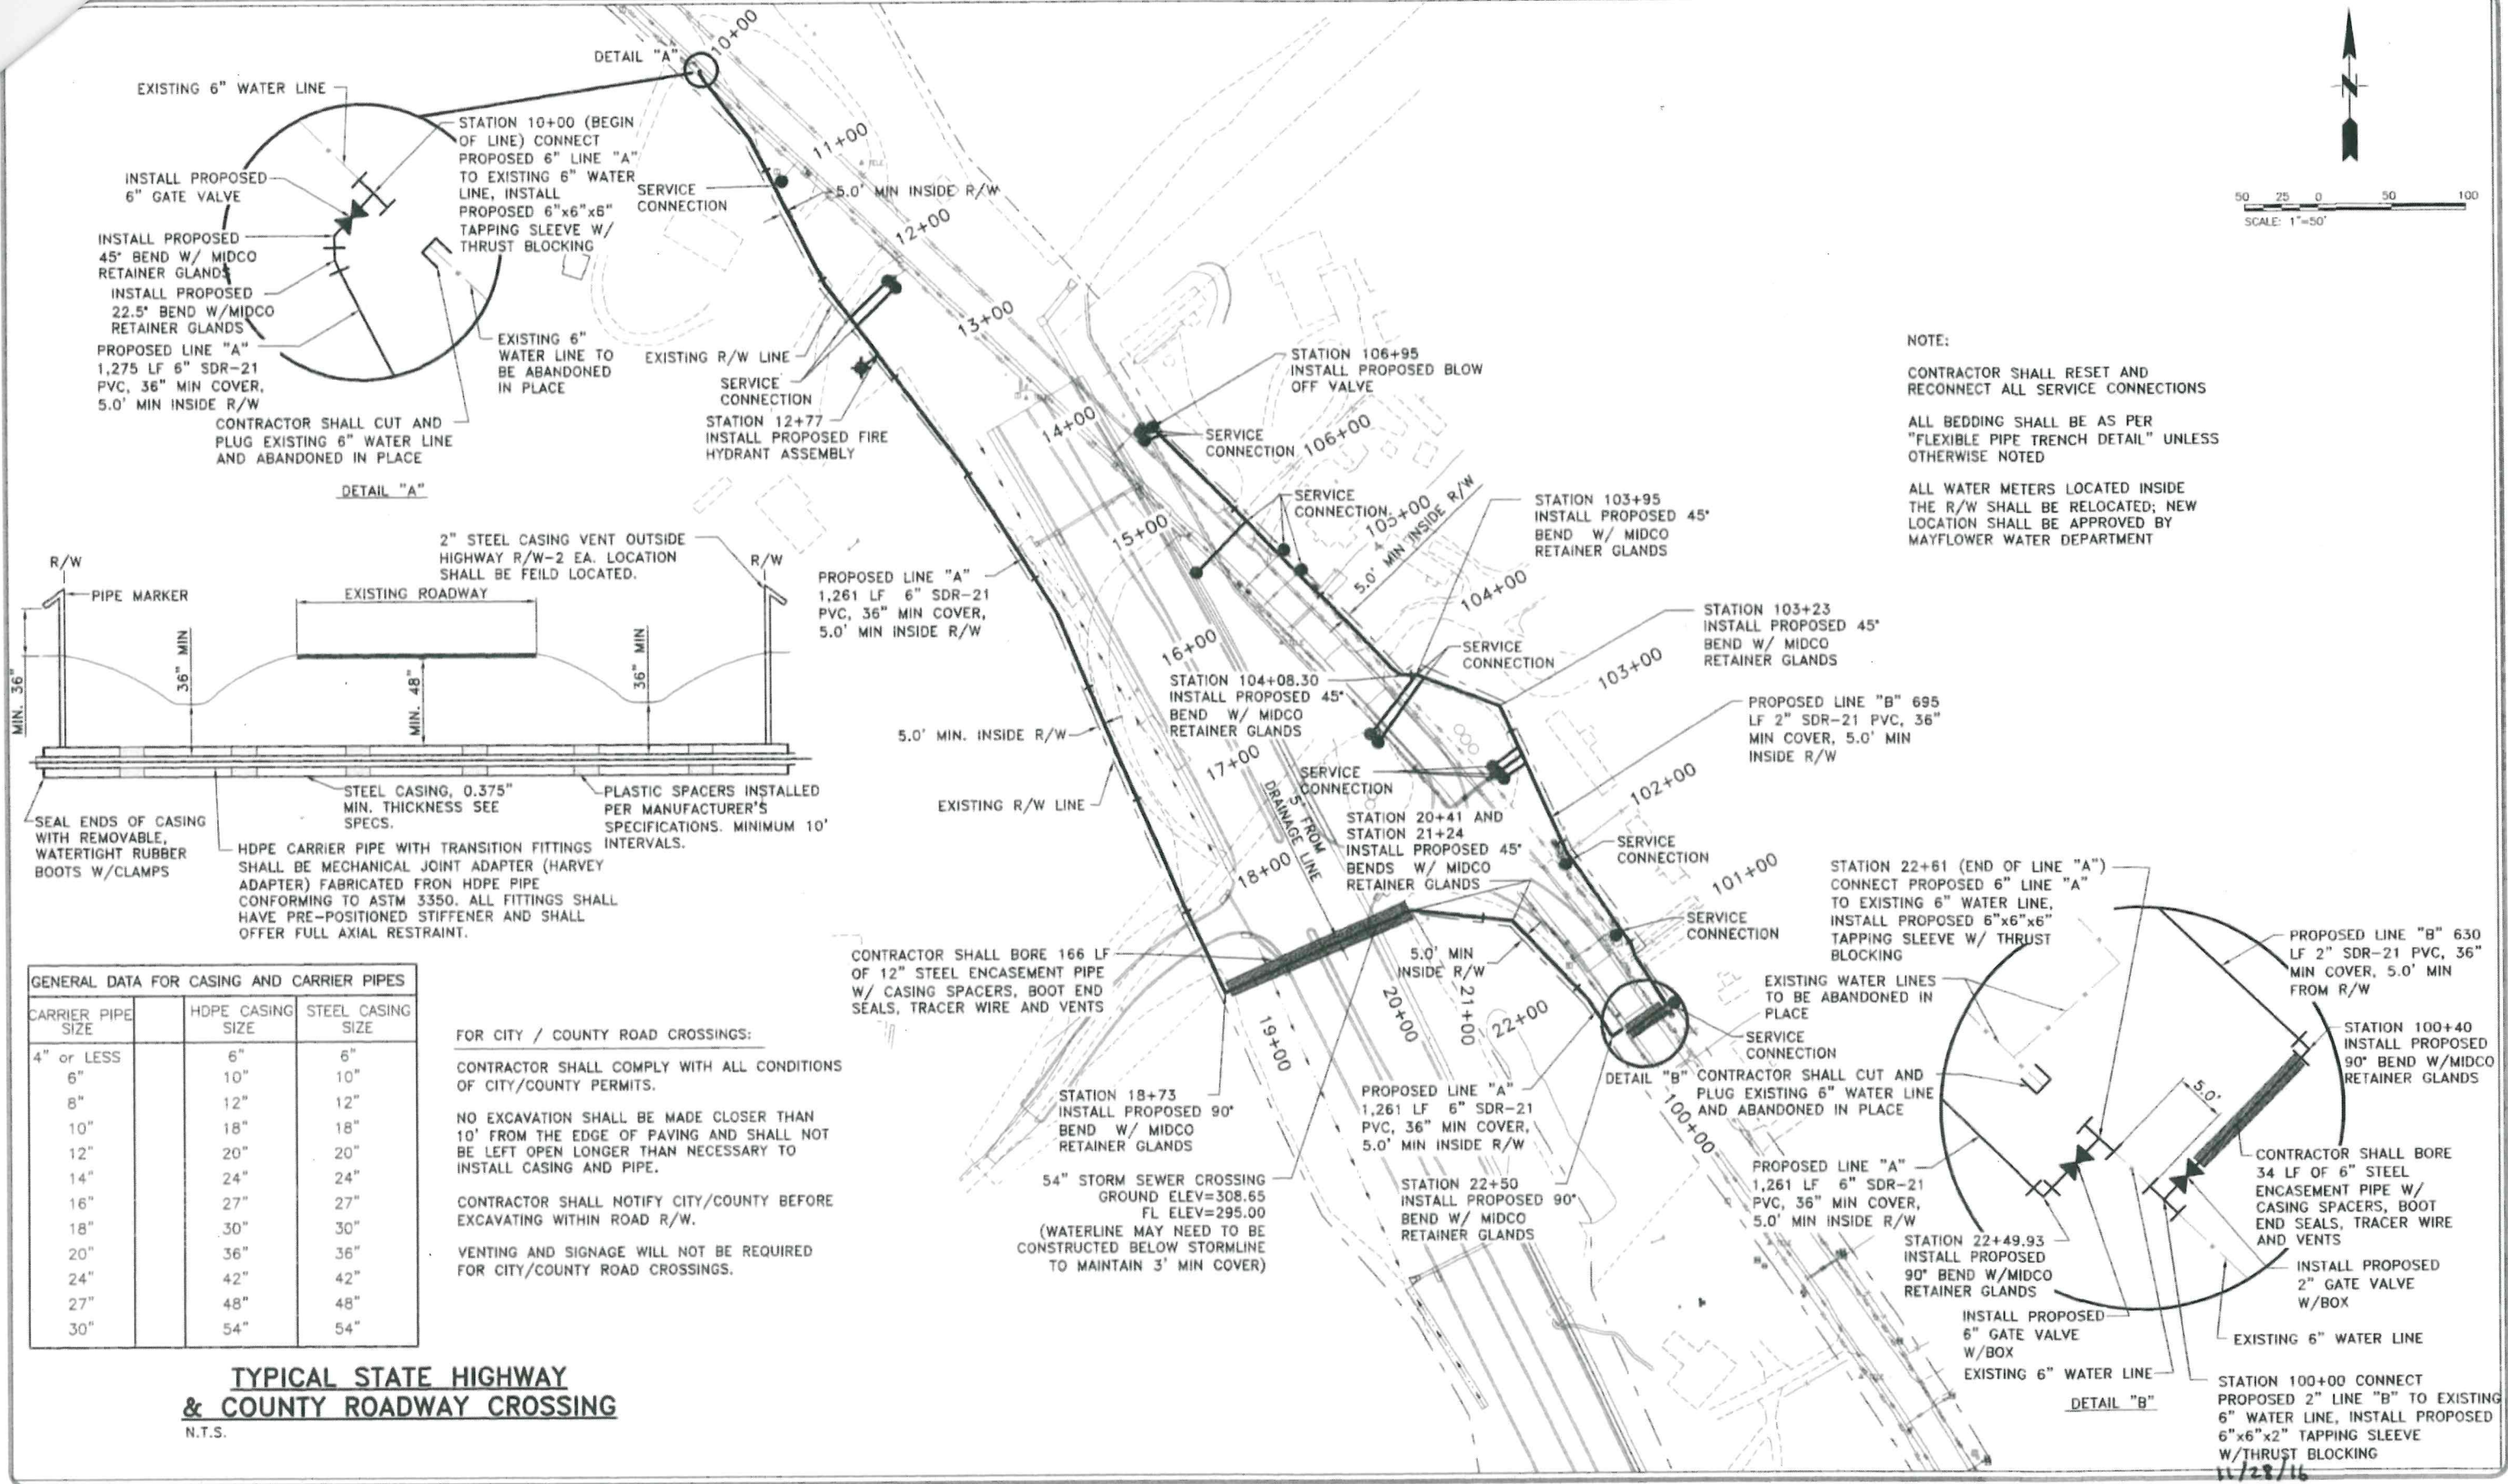 DETAIL "A"
10+00
EXISTING 6" WATER LINE
STATION 10+00 (BEGIN
OF LINE) CONNECT
PROPOSED 6" LINE "A"
TO EXISTING 6" WATER
LINE, INSTALL
PROPOSED 6"x6"x6"
TAPPING SLEEVE W/
THRUST BLOCKING
INSTALL PROPOSED
6" GATE VALVE
INSTALL PROPOSED
45° BEND W/ MIDCO
RETAINER GLANDS
INSTALL PROPOSED
22.5° BEND W/MIDCO
RETAINER GLANDS
PROPOSED LINE "A"
1,275 LF 6" SDR-21
PVC, 36" MIN COVER,
5.0' MIN INSIDE R/W
EXISTING 6"
WATER LINE TO
BE ABANDONED
IN PLACE
CONTRACTOR SHALL CUT AND
PLUG EXISTING 6" WATER LINE
AND ABANDONED IN PLACE
DETAIL "A"
SERVICE
CONNECTION
5.0' MIN INSIDE R/W
11+00
12+00
13+00
14+00
15+00
16+00
17+00
18+00
19+00
20+00
21+00
22+00
EXISTING R/W LINE
SERVICE
CONNECTION
STATION 12+77
INSTALL PROPOSED FIRE
HYDRANT ASSEMBLY
STATION 106+95
INSTALL PROPOSED BLOW
OFF VALVE
SERVICE
CONNECTION
106+00
SERVICE
CONNECTION
105+00
5.0' MIN INSIDE R/W
STATION 103+95
INSTALL PROPOSED 45°
BEND W/ MIDCO
RETAINER GLANDS
104+00
STATION 103+23
INSTALL PROPOSED 45°
BEND W/ MIDCO
RETAINER GLANDS
103+00
SERVICE
CONNECTION
STATION 104+08.30
INSTALL PROPOSED 45°
BEND W/ MIDCO
RETAINER GLANDS
PROPOSED LINE "B" 695
LF 2" SDR-21 PVC, 36"
MIN COVER, 5.0' MIN
INSIDE R/W
102+00
SERVICE
CONNECTION
5' FROM
DRAINAGE LINE
STATION 20+41 AND
STATION 21+24
INSTALL PROPOSED 45°
BENDS W/ MIDCO
RETAINER GLANDS
SERVICE
CONNECTION
101+00
SERVICE
CONNECTION
PROPOSED LINE "A"
1,261 LF 6" SDR-21
PVC, 36" MIN COVER,
5.0' MIN INSIDE R/W
5.0' MIN. INSIDE R/W
EXISTING R/W LINE
CONTRACTOR SHALL BORE 166 LF
OF 12" STEEL ENCASEMENT PIPE
W/ CASING SPACERS, BOOT END
SEALS, TRACER WIRE AND VENTS
5.0' MIN
INSIDE R/W
SERVICE
CONNECTION
DETAIL "B"
100+00
STATION 18+73
INSTALL PROPOSED 90°
BEND W/ MIDCO
RETAINER GLANDS
54" STORM SEWER CROSSING
GROUND ELEV=308.65
FL ELEV=295.00
(WATERLINE MAY NEED TO BE
CONSTRUCTED BELOW STORMLINE
TO MAINTAIN 3' MIN COVER)
PROPOSED LINE "A"
1,261 LF 6" SDR-21
PVC, 36" MIN COVER,
5.0' MIN INSIDE R/W
STATION 22+50
INSTALL PROPOSED 90°
BEND W/ MIDCO
RETAINER GLANDS
50 25 0 50 100
SCALE: 1"=50'
NOTE:
CONTRACTOR SHALL RESET AND
RECONNECT ALL SERVICE CONNECTIONS
ALL BEDDING SHALL BE AS PER
"FLEXIBLE PIPE TRENCH DETAIL" UNLESS
OTHERWISE NOTED
ALL WATER METERS LOCATED INSIDE
THE R/W SHALL BE RELOCATED; NEW
LOCATION SHALL BE APPROVED BY
MAYFLOWER WATER DEPARTMENT
STATION 22+61 (END OF LINE "A")
CONNECT PROPOSED 6" LINE "A"
TO EXISTING 6" WATER LINE,
INSTALL PROPOSED 6"x6"x6"
TAPPING SLEEVE W/ THRUST
BLOCKING
EXISTING WATER LINES
TO BE ABANDONED IN
PLACE
CONTRACTOR SHALL CUT AND
PLUG EXISTING 6" WATER LINE
AND ABANDONED IN PLACE
PROPOSED LINE "A"
1,261 LF 6" SDR-21
PVC, 36" MIN COVER,
5.0' MIN INSIDE R/W
STATION 22+49.93
INSTALL PROPOSED
90° BEND W/MIDCO
RETAINER GLANDS
INSTALL PROPOSED
6" GATE VALVE
W/BOX
EXISTING 6" WATER LINE
DETAIL "B"
PROPOSED LINE "B" 630
LF 2" SDR-21 PVC, 36"
MIN COVER, 5.0' MIN
FROM R/W
STATION 100+40
INSTALL PROPOSED
90° BEND W/MIDCO
RETAINER GLANDS
5.0'
CONTRACTOR SHALL BORE
34 LF OF 6" STEEL
ENCASEMENT PIPE W/
CASING SPACERS, BOOT
END SEALS, TRACER WIRE
AND VENTS
INSTALL PROPOSED
2" GATE VALVE
W/BOX
EXISTING 6" WATER LINE
STATION 100+00 CONNECT
PROPOSED 2" LINE "B" TO EXISTING
6" WATER LINE, INSTALL PROPOSED
6"x6"x2" TAPPING SLEEVE
W/THRUST BLOCKING
11/28/16
R/W
PIPE MARKER
2" STEEL CASING VENT OUTSIDE
HIGHWAY R/W-2 EA. LOCATION
SHALL BE FEILD LOCATED.
R/W
EXISTING ROADWAY
MIN. 36"
36" MIN
MIN. 48"
36" MIN
SEAL ENDS OF CASING
WITH REMOVABLE,
WATERTIGHT RUBBER
BOOTS W/CLAMPS
STEEL CASING, 0.375"
MIN. THICKNESS SEE
SPECS.
PLASTIC SPACERS INSTALLED
PER MANUFACTURER'S
SPECIFICATIONS. MINIMUM 10'
INTERVALS.
HDPE CARRIER PIPE WITH TRANSITION FITTINGS
SHALL BE MECHANICAL JOINT ADAPTER (HARVEY
ADAPTER) FABRICATED FRON HDPE PIPE
CONFORMING TO ASTM 3350. ALL FITTINGS SHALL
HAVE PRE-POSITIONED STIFFENER AND SHALL
OFFER FULL AXIAL RESTRAINT.
GENERAL DATA FOR CASING AND CARRIER PIPES
CARRIER PIPE SIZE HDPE CASING SIZE STEEL CASING SIZE
4" or LESS 6" 6"
6" 10" 10"
8" 12" 12"
10" 18" 18"
12" 20" 20"
14" 24" 24"
16" 27" 27"
18" 30" 30"
20" 36" 36"
24" 42" 42"
27" 48" 48"
30" 54" 54"
FOR CITY / COUNTY ROAD CROSSINGS:
CONTRACTOR SHALL COMPLY WITH ALL CONDITIONS
OF CITY/COUNTY PERMITS.
NO EXCAVATION SHALL BE MADE CLOSER THAN
10' FROM THE EDGE OF PAVING AND SHALL NOT
BE LEFT OPEN LONGER THAN NECESSARY TO
INSTALL CASING AND PIPE.
CONTRACTOR SHALL NOTIFY CITY/COUNTY BEFORE
EXCAVATING WITHIN ROAD R/W.
VENTING AND SIGNAGE WILL NOT BE REQUIRED
FOR CITY/COUNTY ROAD CROSSINGS.
TYPICAL STATE HIGHWAY
& COUNTY ROADWAY CROSSING
N.T.S.